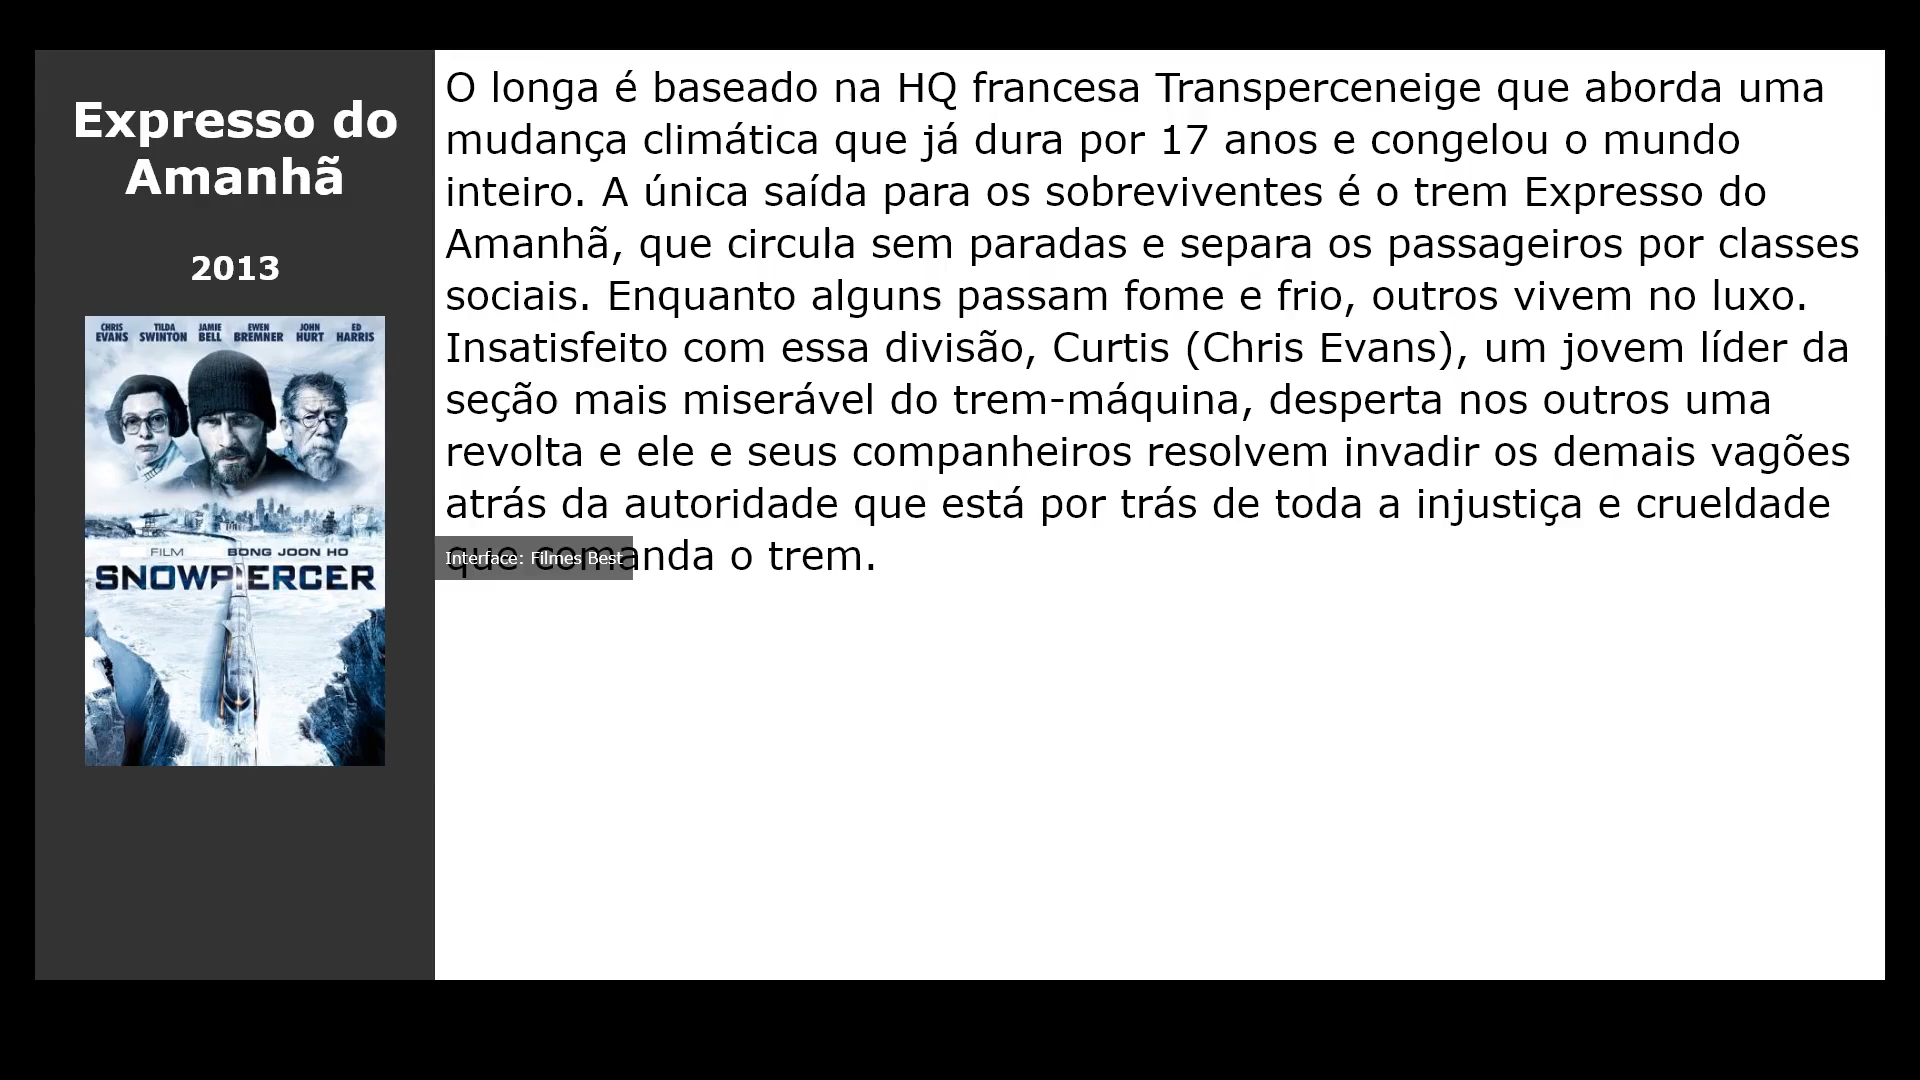 Expresso do
Amanhã
2013
CHRIS EVANS TILDA SWINTON JAMIE BELL EWEN BREMNER JOHN HURT ED HARRIS
FILM BONG JOON HO
SNOWPIERCER
O longa é baseado na HQ francesa Transperceneige que aborda uma
mudança climática que já dura por 17 anos e congelou o mundo
inteiro. A única saída para os sobreviventes é o trem Expresso do
Amanhã, que circula sem paradas e separa os passageiros por classes
sociais. Enquanto alguns passam fome e frio, outros vivem no luxo.
Insatisfeito com essa divisão, Curtis (Chris Evans), um jovem líder da
seção mais miserável do trem-máquina, desperta nos outros uma
revolta e ele e seus companheiros resolvem invadir os demais vagões
atrás da autoridade que está por trás de toda a injustiça e crueldade
que comanda o trem.
Interface: Filmes Best